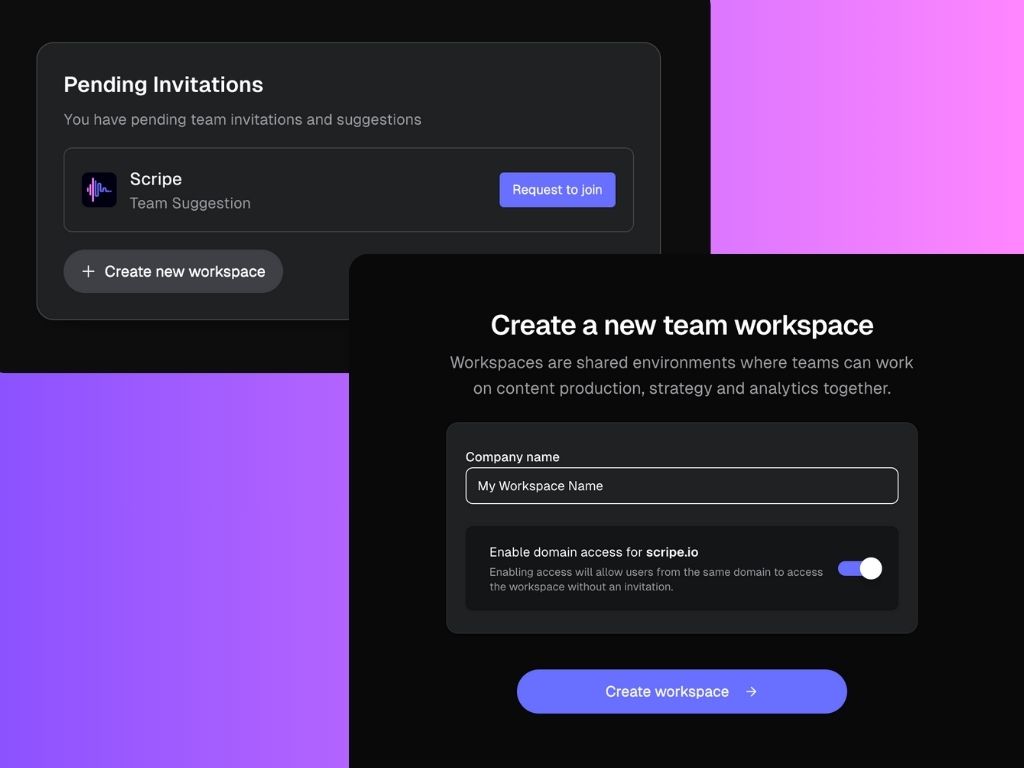 Pending Invitations
You have pending team invitations and suggestions
Scripe
Team Suggestion
Request to join
+ Create new workspace
Create a new team workspace
Workspaces are shared environments where teams can work
on content production, strategy and analytics together.
Company name
My Workspace Name
Enable domain access for scripe.io
Enabling access will allow users from the same domain to access
the workspace without an invitation.
Create workspace →